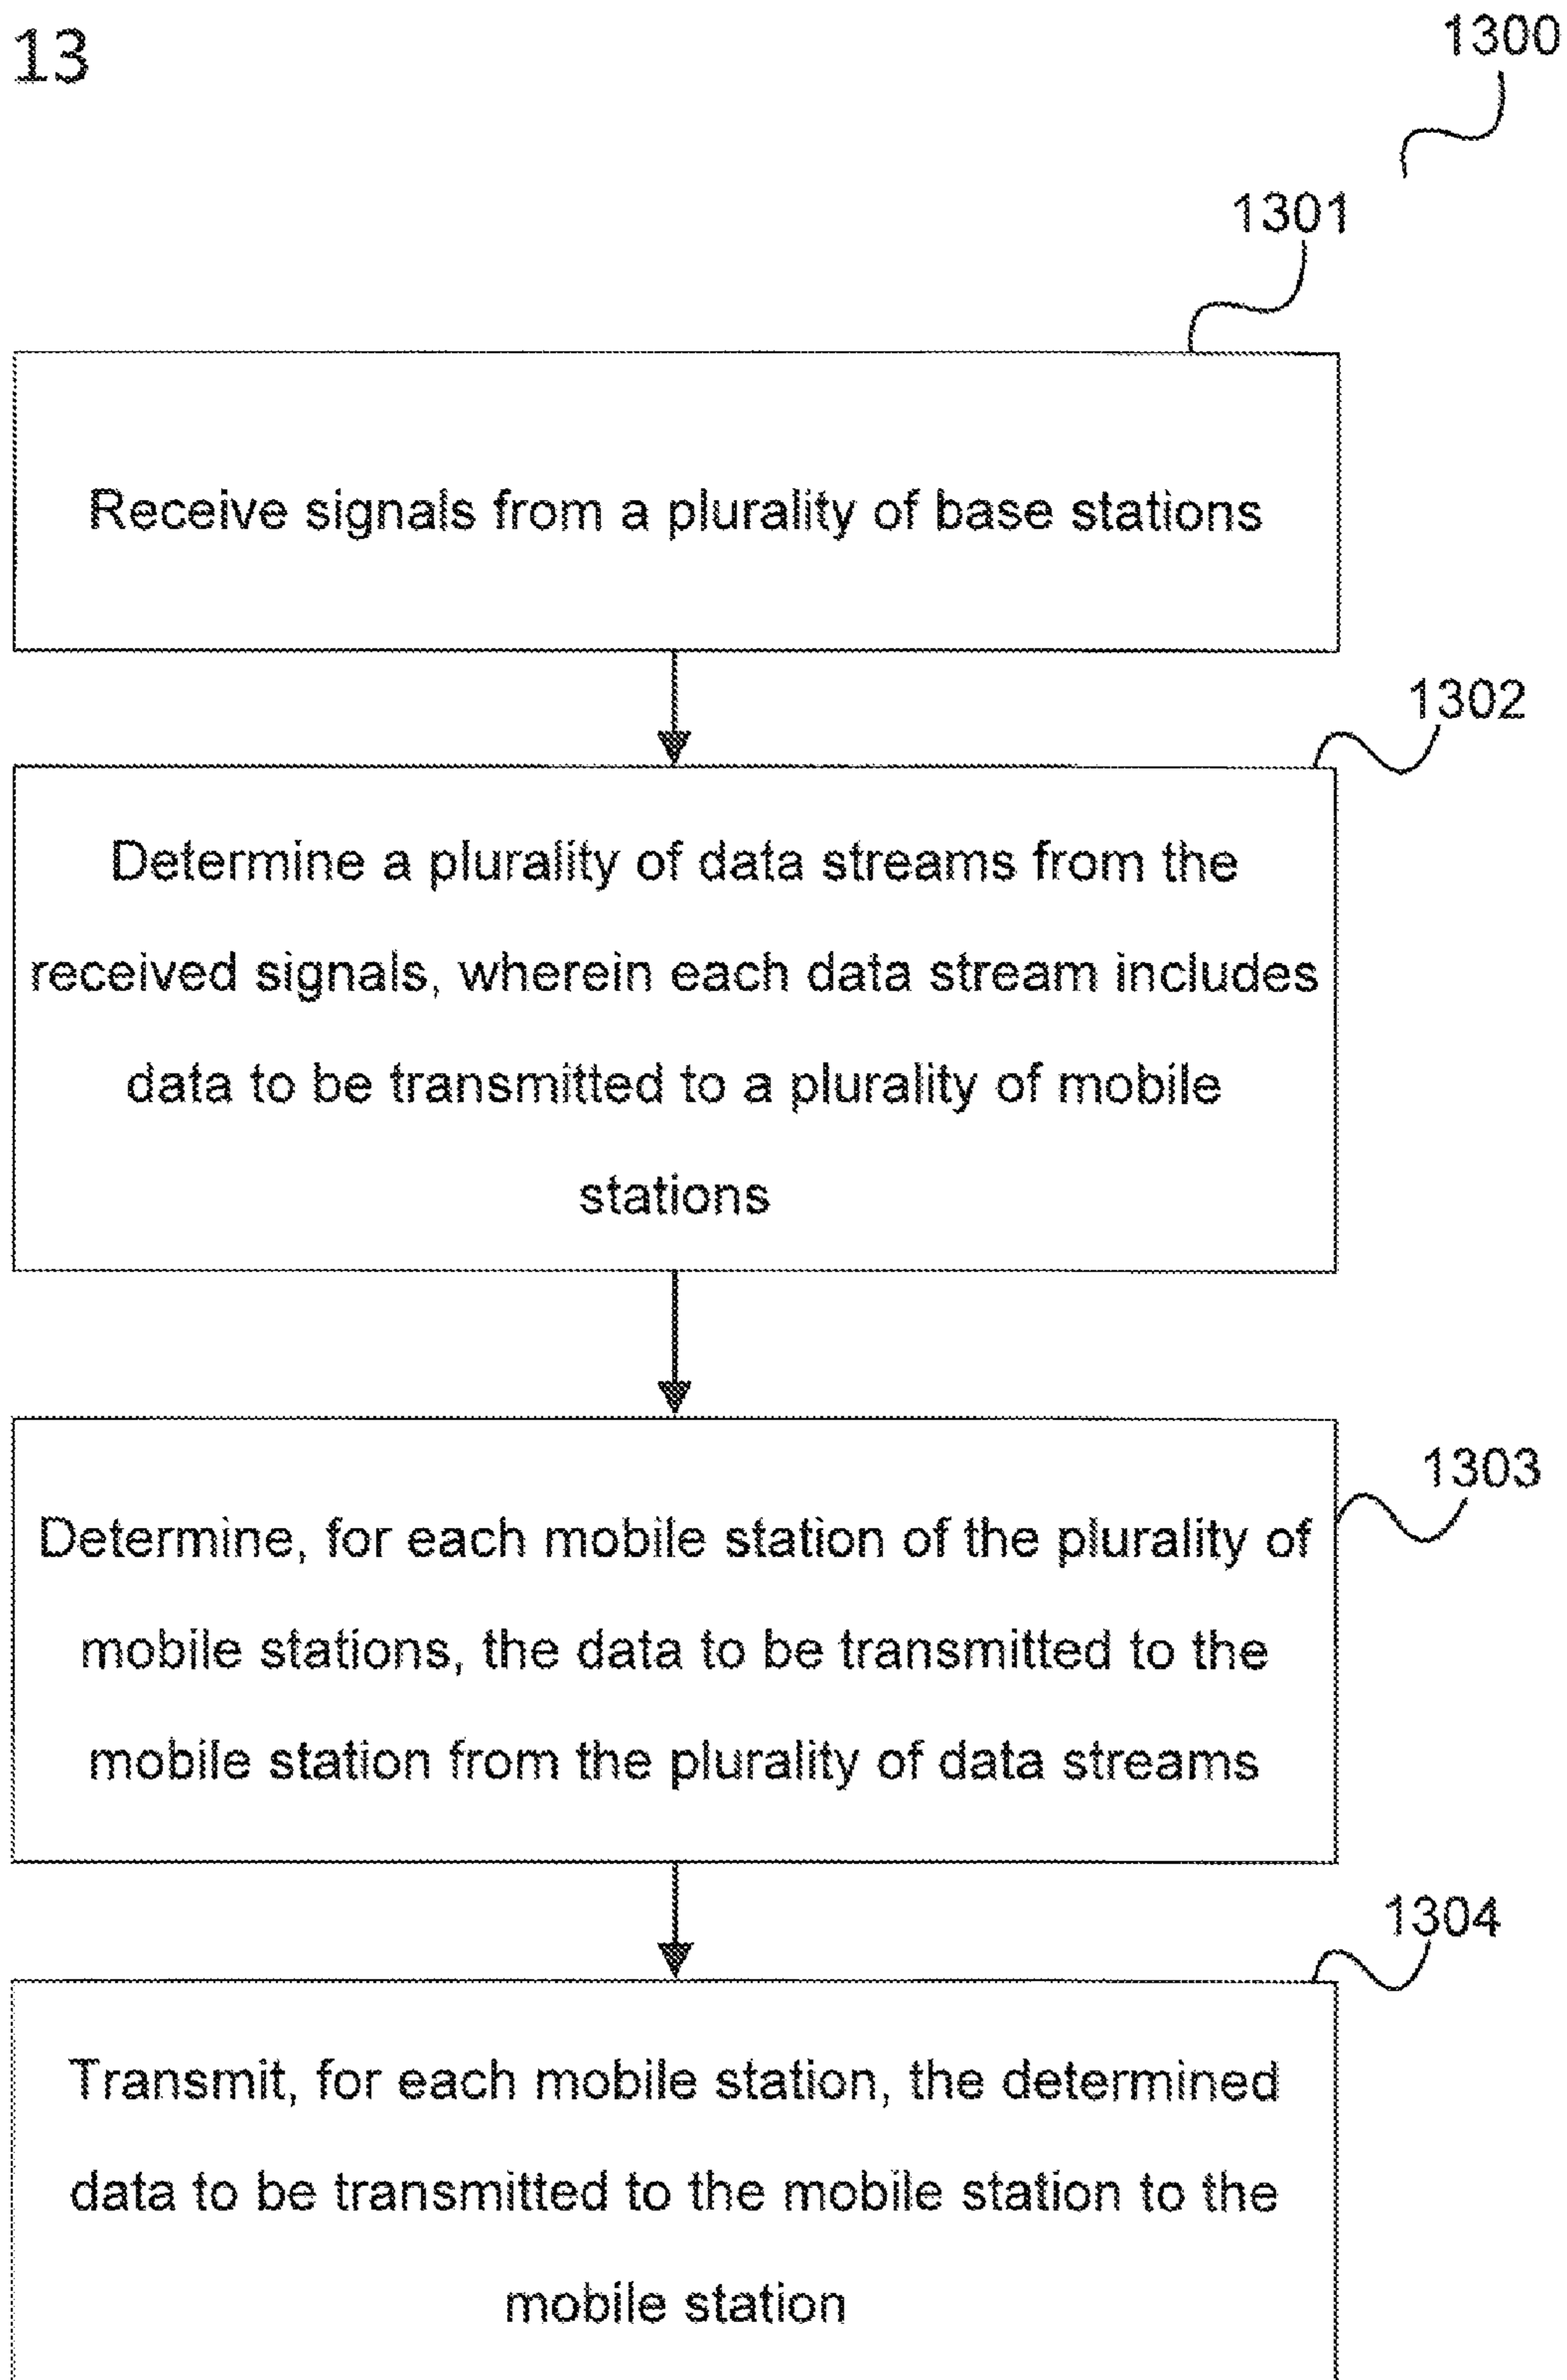 13
1300
1301
Receive signals from a plurality of base stations
1302
Determine a plurality of data streams from the
received signals, wherein each data stream includes
data to be transmitted to a plurality of mobile
stations
1303
Determine, for each mobile station of the plurality of
mobile stations, the data to be transmitted to the
mobile station from the plurality of data streams
1304
Transmit, for each mobile station, the determined
data to be transmitted to the mobile station to the
mobile station